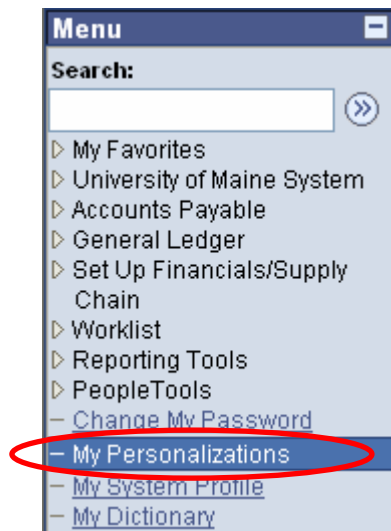 Menu
Search:
My Favorites
University of Maine System
Accounts Payable
General Ledger
Set Up Financials/Supply
Chain
Worklist
Reporting Tools
PeopleTools
– Change My Password
– My Personalizations
– My System Profile
– My Dictionary